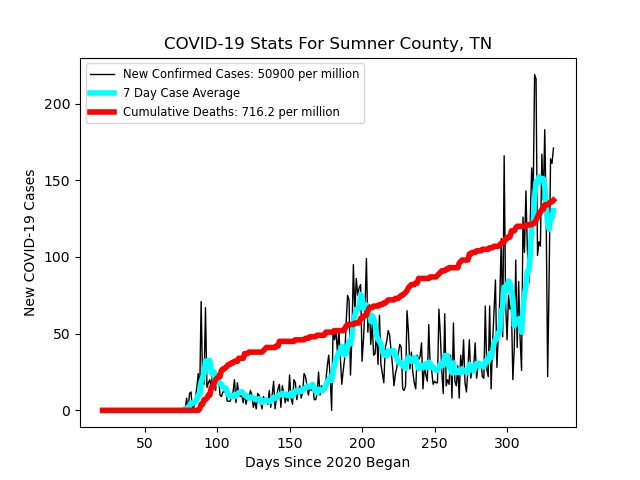 COVID-19 Stats For Sumner County, TN
New Confirmed Cases: 50900 per million
7 Day Case Average
Cumulative Deaths: 716.2 per million
New COVID-19 Cases
200
150
100
50
0
50 100 150 200 250 300
Days Since 2020 Began